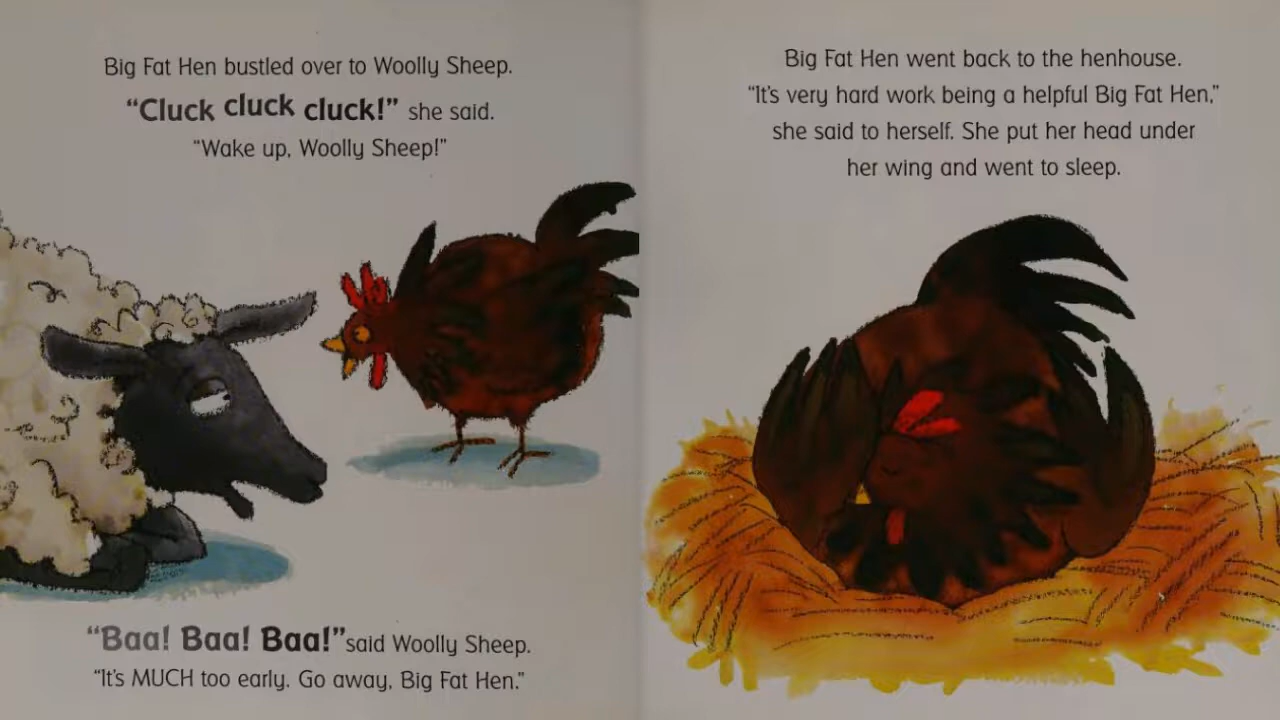 Big Fat Hen bustled over to Woolly Sheep.
“Cluck cluck cluck!” she said.
“Wake up, Woolly Sheep!”
“Baa! Baa! Baa!” said Woolly Sheep.
“It’s MUCH too early. Go away, Big Fat Hen.”
Big Fat Hen went back to the henhouse.
“It’s very hard work being a helpful Big Fat Hen,”
she said to herself. She put her head under
her wing and went to sleep.